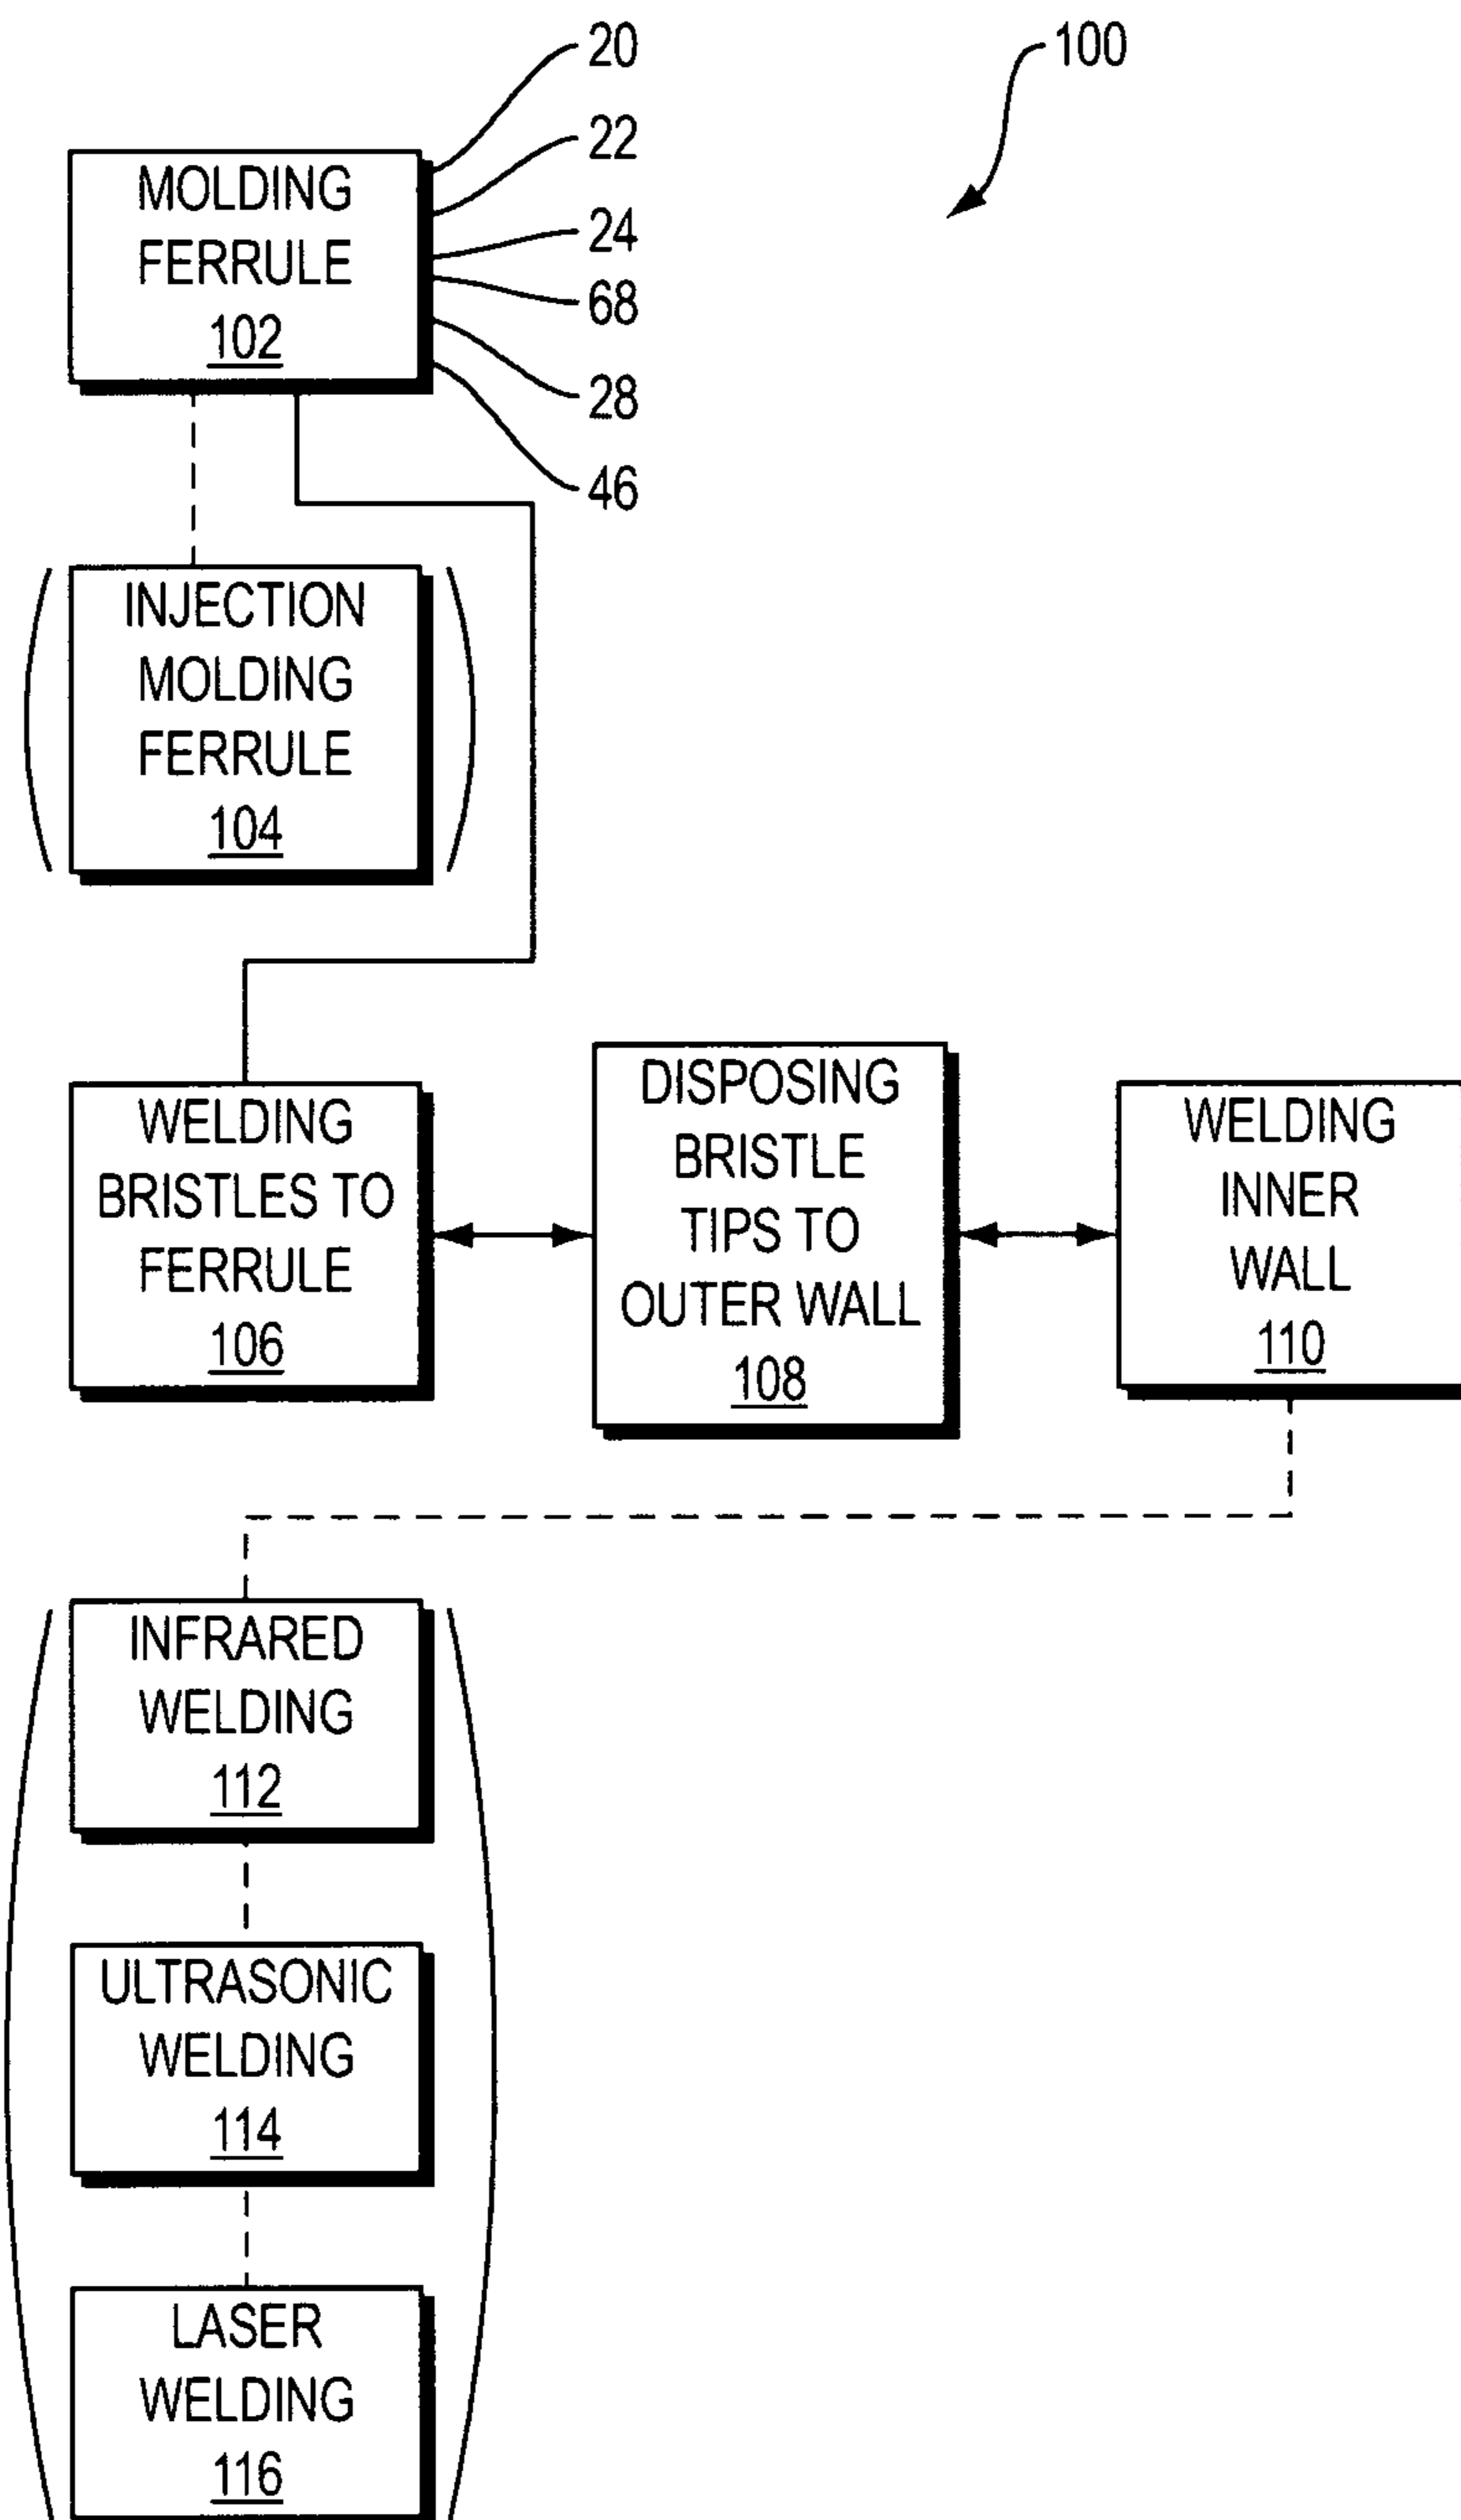 20
100
22
24
68
28
46
MOLDING
FERRULE
102
INJECTION
MOLDING
FERRULE
104
WELDING
BRISTLES TO
FERRULE
106
DISPOSING
BRISTLE
TIPS TO
OUTER WALL
108
WELDING
INNER
WALL
110
INFRARED
WELDING
112
ULTRASONIC
WELDING
114
LASER
WELDING
116